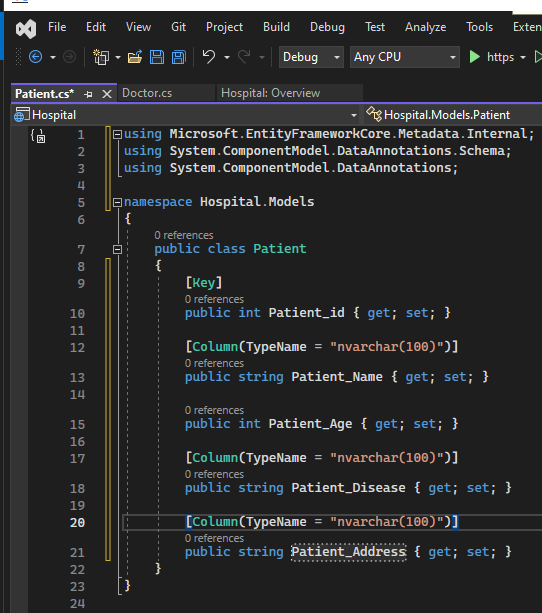 File Edit View Git Project Build Debug Test Analyze Tools Exten
Debug Any CPU https
Patient.cs* Doctor.cs Hospital: Overview
Hospital Hospital.Models.Patient
1 using Microsoft.EntityFrameworkCore.Metadata.Internal;
2 using System.ComponentModel.DataAnnotations.Schema;
3 using System.ComponentModel.DataAnnotations;
4
5 namespace Hospital.Models
6 {
0 references
7 public class Patient
8 {
9 [Key]
0 references
10 public int Patient_id { get; set; }
11
12 [Column(TypeName = "nvarchar(100)")]
0 references
13 public string Patient_Name { get; set; }
14
0 references
15 public int Patient_Age { get; set; }
16
17 [Column(TypeName = "nvarchar(100)")]
0 references
18 public string Patient_Disease { get; set; }
19
20 [Column(TypeName = "nvarchar(100)")]
0 references
21 public string Patient_Address { get; set; }
22 }
23 }
24